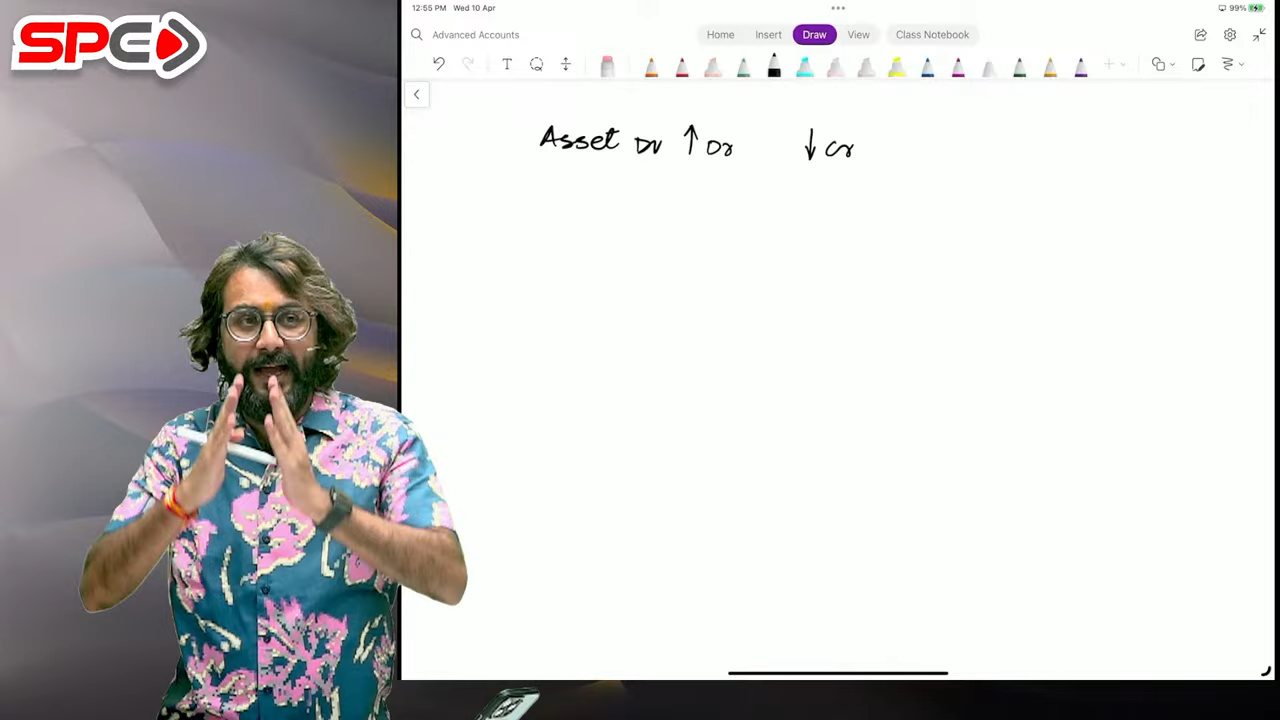 SPC
12:55 PM Wed 10 Apr
99%
Advanced Accounts
Home Insert Draw View Class Notebook
Asset Dr ↑ Dr ↓ Cr